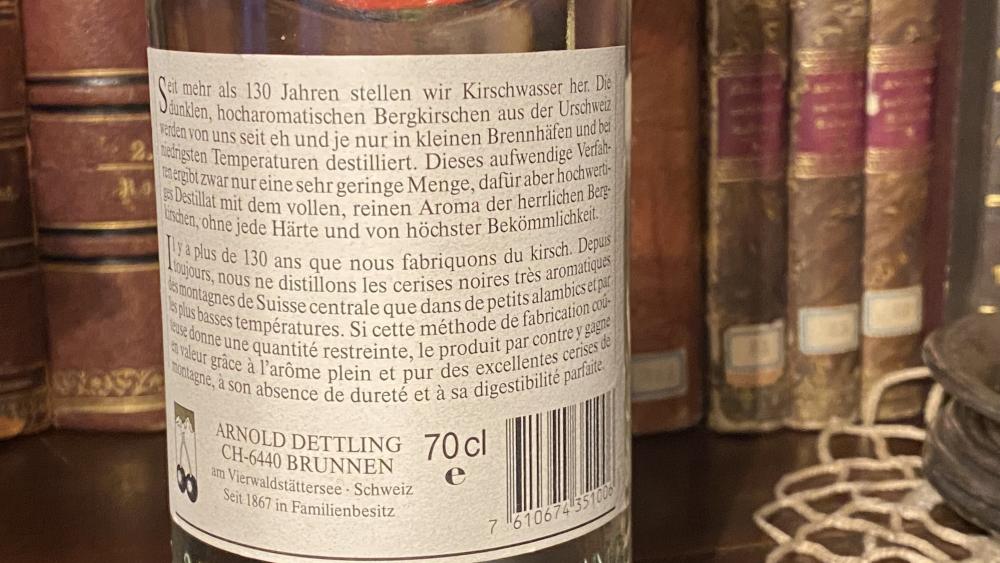 Seit mehr als 130 Jahren stellen wir Kirschwasser her. Die
dunklen, hocharomatischen Bergkirschen aus der Urschweiz
werden von uns seit eh und je nur in kleinen Brennhäfen und bei
niedrigsten Temperaturen destilliert. Dieses aufwendige Verfah-
ren ergibt zwar nur eine sehr geringe Menge, dafür aber hochwerti-
ges Destillat mit dem vollen, reinen Aroma der herrlichen Berg-
kirschen, ohne jede Härte und von höchster Bekömmlichkeit.
Il y a plus de 130 ans que nous fabriquons du kirsch. Depuis
toujours, nous ne distillons les cerises noires très aromatiques
des montagnes de Suisse centrale que dans de petits alambics et par
les plus basses températures. Si cette méthode de fabrication coû-
teuse donne une quantité restreinte, le produit par contre y gagne
en valeur grâce à l'arôme plein et pur des excellentes cerises de
montagne, à son absence de dureté et à sa digestibilité parfaite.
ARNOLD DETTLING
CH-6440 BRUNNEN
am Vierwaldstättersee · Schweiz
Seit 1867 in Familienbesitz
70 cl
e
7 610674 351006